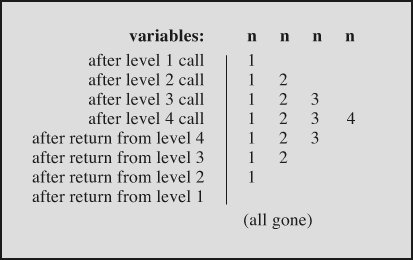 variables: n n n n
after level 1 call 1
after level 2 call 1 2
after level 3 call 1 2 3
after level 4 call 1 2 3 4
after return from level 4 1 2 3
after return from level 3 1 2
after return from level 2 1
after return from level 1
(all gone)